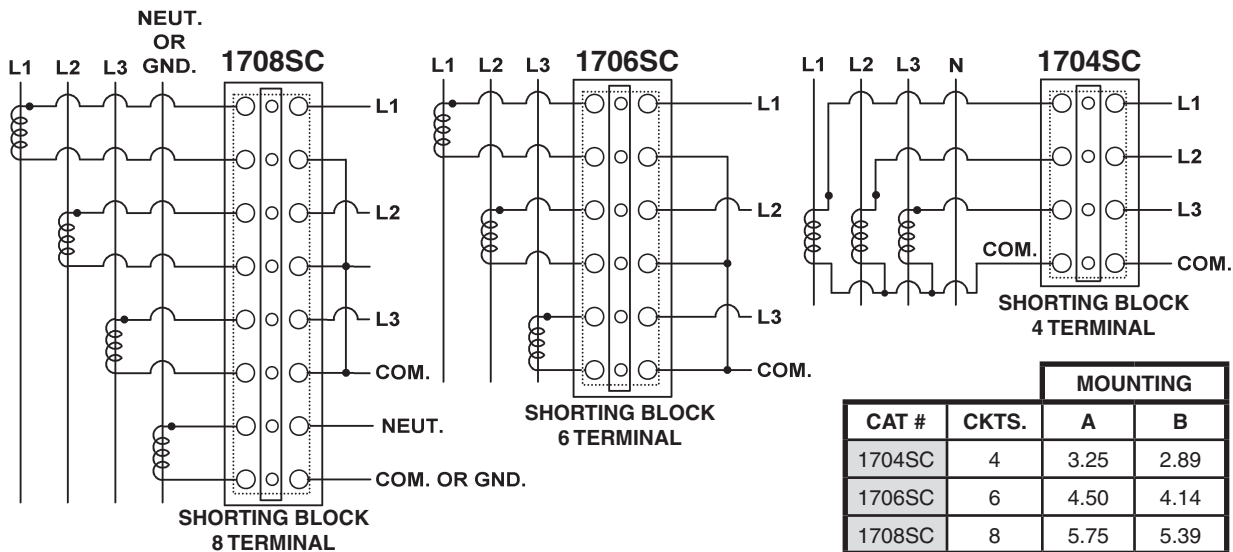 NEUT.
OR
GND.
L1 L2 L3
1708SC
L1
L2
L3
COM.
NEUT.
COM. OR GND.
SHORTING BLOCK
8 TERMINAL
L1 L2 L3
1706SC
L1
L2
L3
COM.
SHORTING BLOCK
6 TERMINAL
L1 L2 L3 N
1704SC
L1
L2
L3
COM.
COM.
SHORTING BLOCK
4 TERMINAL
MOUNTING
CAT # CKTS. A B
1704SC 4 3.25 2.89
1706SC 6 4.50 4.14
1708SC 8 5.75 5.39